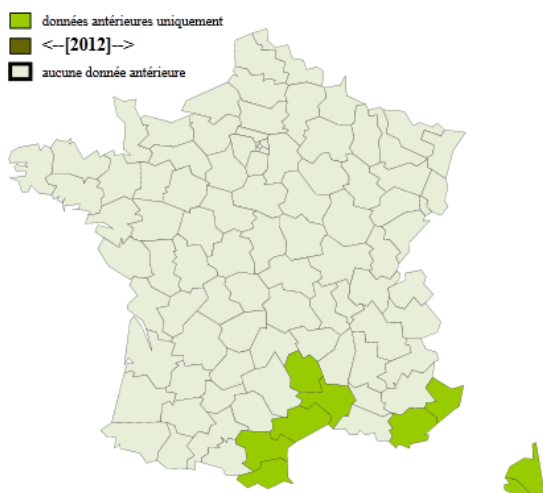 données antérieures uniquement
<--[2012]-->
aucune donnée antérieure